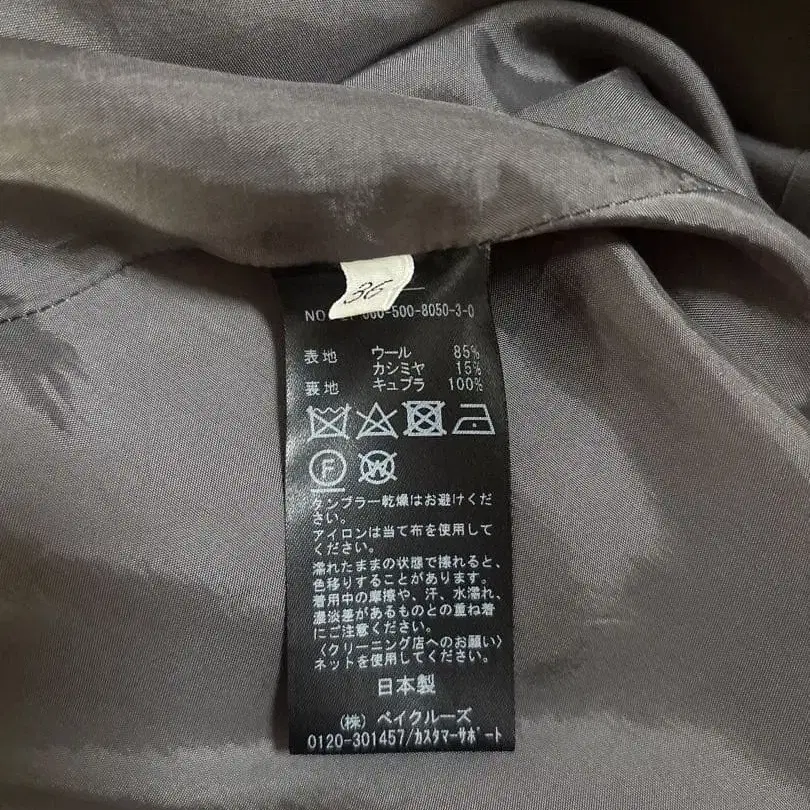 36
-500-8050-3-0
表地 ウール 85%
カシミヤ 15%
裏地 キュプラ 100%
F W
タンブラー乾燥はお避けくだ
さい。
アイロンは当て布を使用して
ください。
濡れたままの状態で擦れると、
色移りすることがあります。
着用中の摩擦や、汗、水濡れ、
濃淡差があるものとの重ね着
にご注意ください。
〈クリーニング店へのお願い〉
ネットを使用してください。
日本製
(株) ベイクルーズ
0120-301457/カスタマーサポート